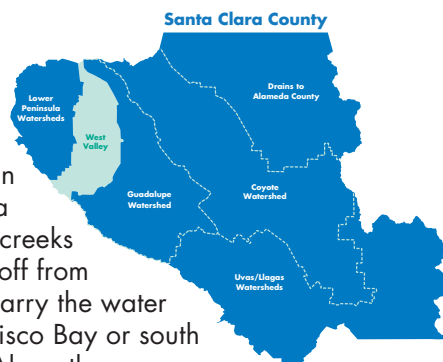 Santa Clara County
Drains to
Alameda County
Lower
Peninsula
Watersheds
West
Valley
Guadalupe
Watershed
Coyote
Watershed
Uvas/Llagas
Watersheds
creeks
off from
carry the water
isco Bay or south